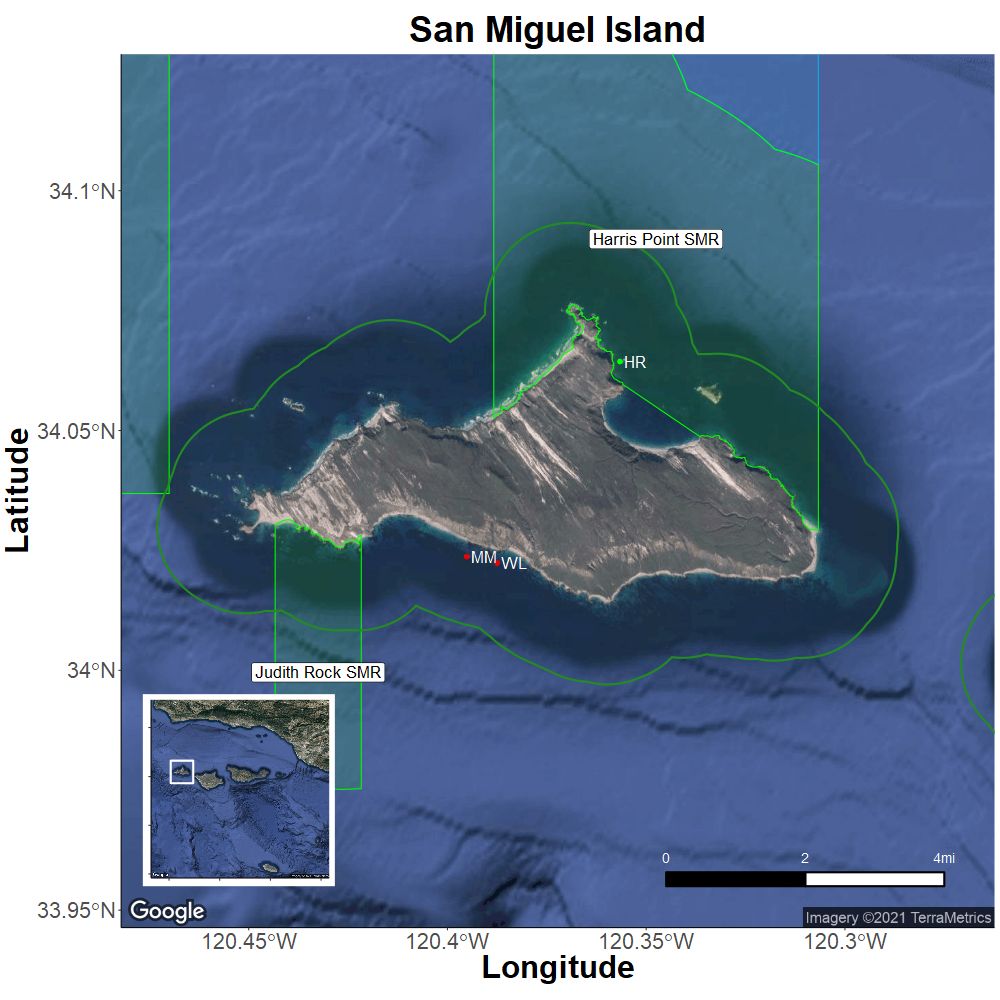 San Miguel Island
34.1°N
34.05°N
34°N
33.95°N
Latitude
Harris Point SMR
HR
MM
WL
Judith Rock SMR
0 2 4mi
Google
Imagery ©2021 TerraMetrics
120.45°W 120.4°W 120.35°W 120.3°W
Longitude